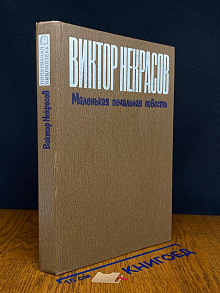 ВИКТОР НЕКРАСОВ
Маленькая печальная повесть
Виктор Некрасов
КНИГОЕД